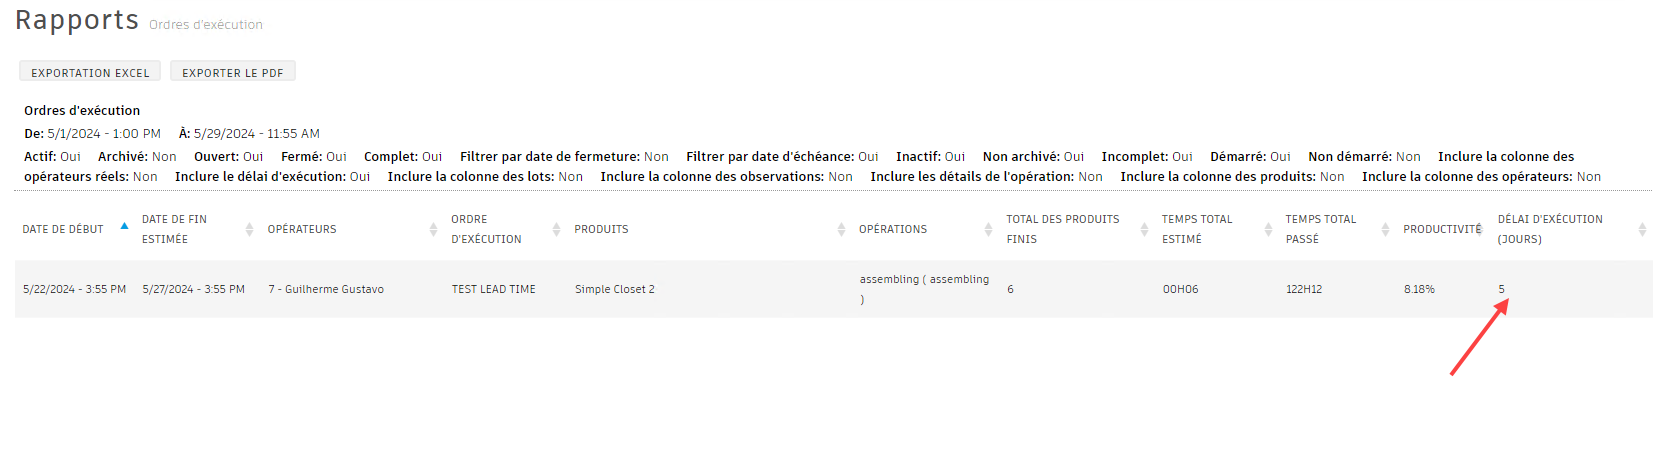 Rapports Ordres d'exécution
EXPORTATION EXCEL EXPORTER LE PDF
Ordres d'exécution
De: 5/1/2024 - 1:00 PM À: 5/29/2024 - 11:55 AM
Actif: Oui Archivé: Non Ouvert: Oui Fermé: Oui Complet: Oui Filtrer par date de fermeture: Non Filtrer par date d'échéance: Oui Inactif: Oui Non archivé: Oui Incomplet: Oui Démarré: Oui Non démarré: Non Inclure la colonne des
opérateurs réels: Non Inclure le délai d'exécution: Oui Inclure la colonne des lots: Non Inclure la colonne des observations: Non Inclure les détails de l'opération: Non Inclure la colonne des produits: Non Inclure la colonne des opérateurs: Non
DATE DE DÉBUT
DATE DE FIN
ESTIMÉE
OPÉRATEURS
ORDRE
D'EXÉCUTION
PRODUITS
OPÉRATIONS
TOTAL DES PRODUITS
FINIS
TEMPS TOTAL
ESTIMÉ
TEMPS TOTAL
PASSÉ
PRODUCTIVITÉ
DÉLAI D'EXÉCUTION
(JOURS)
5/22/2024 - 3:55 PM
5/27/2024 - 3:55 PM
7 - Guilherme Gustavo
TEST LEAD TIME
Simple Closet 2
assembling ( assembling
)
6
00H06
122H12
8.18%
5